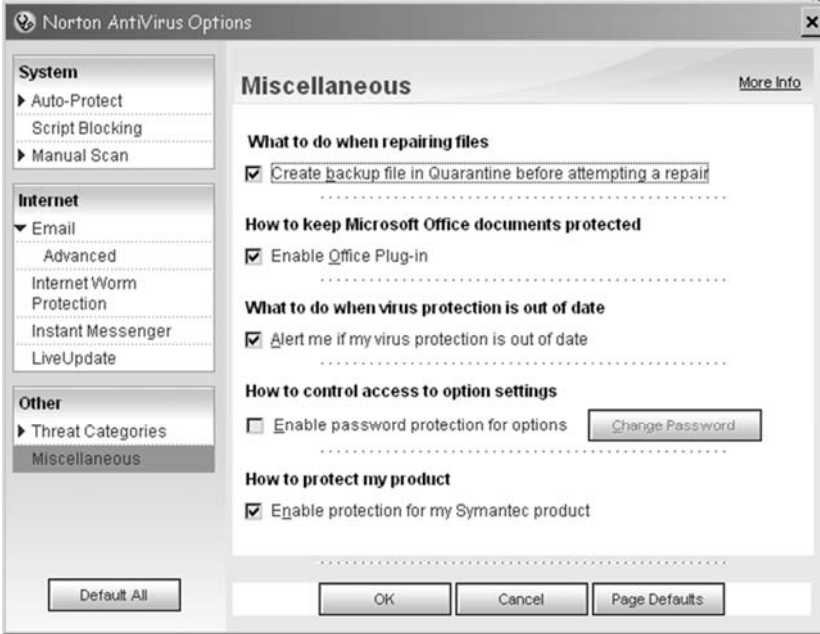 Norton AntiVirus Options
System
Auto-Protect
Script Blocking
Manual Scan
Internet
Email
Advanced
Internet Worm
Protection
Instant Messenger
LiveUpdate
Other
Threat Categories
Miscellaneous
Default All
Miscellaneous
More Info
What to do when repairing files
Create backup file in Quarantine before attempting a repair
How to keep Microsoft Office documents protected
Enable Office Plug-in
What to do when virus protection is out of date
Alert me if my virus protection is out of date
How to control access to option settings
Enable password protection for options
Change Password
How to protect my product
Enable protection for my Symantec product
OK
Cancel
Page Defaults